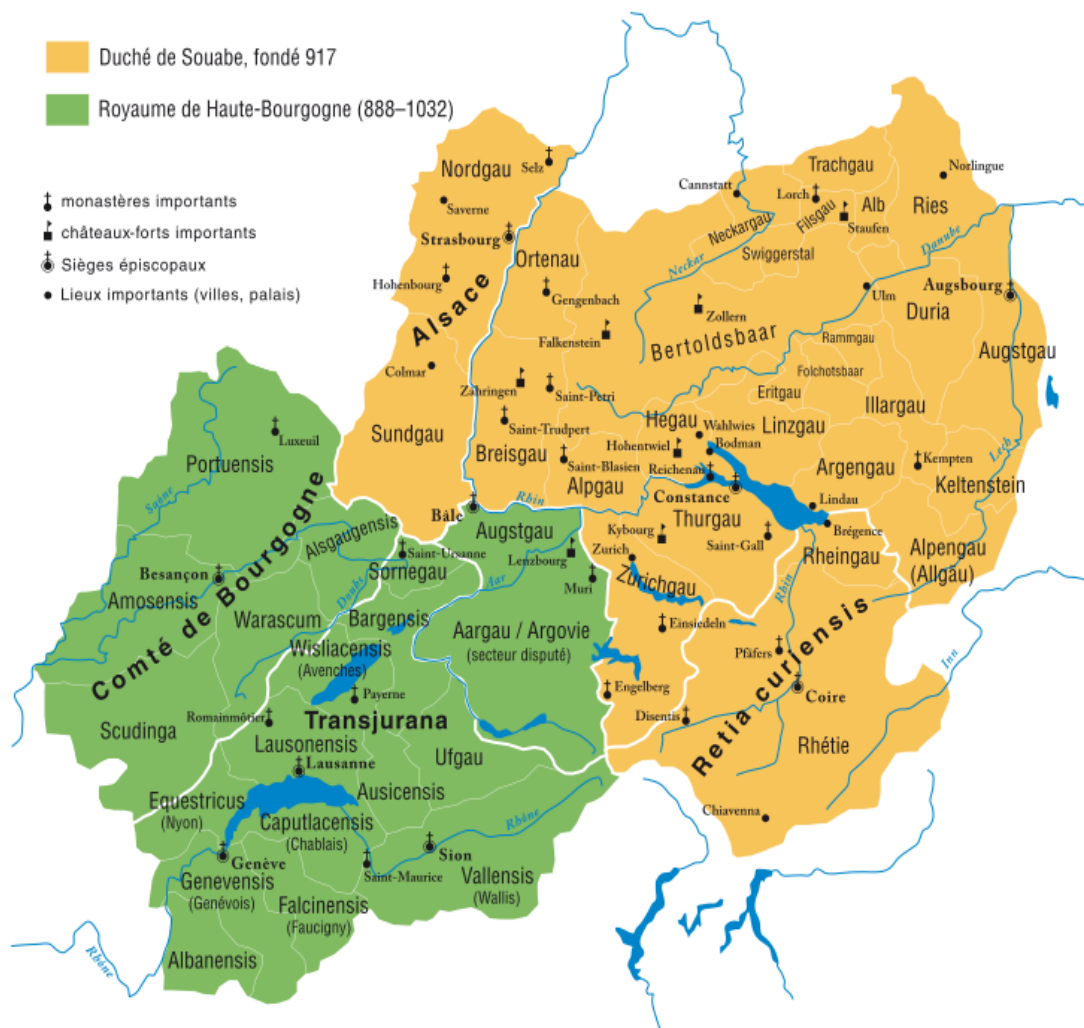 Duché de Souabe, fondé 917
Royaume de Haute-Bourgogne (888–1032)
monastères importants
châteaux-forts importants
Sièges épiscopaux
Lieux importants (villes, palais)
Nordgau
Selz
Saverne
Strasbourg
Hohenbourg
Alsace
Colmar
Sundgau
Ortenau
Gengenbach
Falkenstein
Zähringen
Saint-Petri
Saint-Trudpert
Breisgau
Saint-Blasien
Alpgau
Cannstatt
Neckargau
Neckar
Trachgau
Lorch
Filsgau
Alb
Staufen
Swiggerstal
Norlingue
Ries
Danube
Ulm
Augsbourg
Duria
Zollern
Bertoldsbaar
Rammgau
Folchotsbaar
Eritgau
Augstgau
Illargau
Hegau
Wahlwies
Bodman
Hohentwiel
Reichenau
Linzgau
Lech
Argengau
Kempten
Keltenstein
Constance
Lindau
Thurgau
Brégence
Saint-Gall
Rheingau
Alpengau
(Allgäu)
Kybourg
Zurich
Zurichgau
Rhin
Einsiedeln
Pfäfers
Inn
Engelberg
Disentis
Coire
Retia curiensis
Rhétie
Chiavenna
Luxeuil
Portuensis
Saône
Bâle
Rhin
Augstgau
Alsgaugensis
Saint-Ursanne
Lenzbourg
Sornegau
Aar
Muri
Besançon
Amosensis
Comté de Bourgogne
Doubs
Warascum
Bargensis
Wisliacensis
(Avenches)
Aargau / Argovie
(secteur disputé)
Payerne
Romainmôtier
Transjurana
Scudinga
Lausonensis
Ufgau
Lausanne
Equestricus
(Nyon)
Ausicensis
Caputlacensis
(Chablais)
Rhône
Genève
Sion
Saint-Maurice
Genevensis
(Genévois)
Vallensis
(Wallis)
Falcinensis
(Faucigny)
Rhône
Albanensis